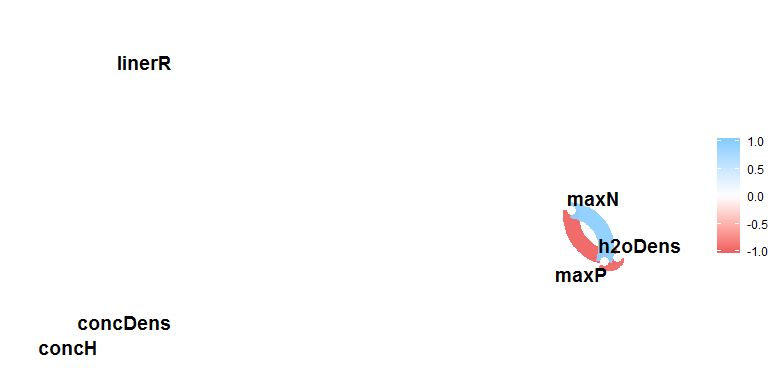 linerR
maxN
h2oDens
maxP
concDens
concH
1.0
0.5
0.0
-0.5
-1.0